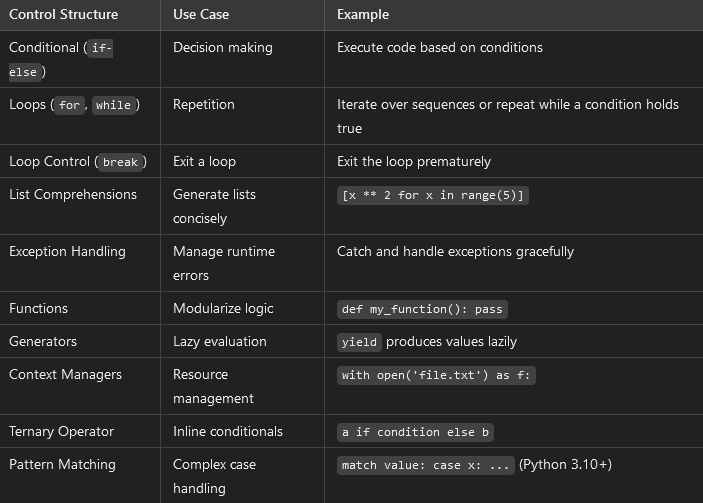 Control Structure Use Case Example
Conditional (if- Decision making Execute code based on conditions
else)
Loops (for, while) Repetition Iterate over sequences or repeat while a condition holds
true
Loop Control (break) Exit a loop Exit the loop prematurely
List Comprehensions Generate lists [x ** 2 for x in range(5)]
concisely
Exception Handling Manage runtime Catch and handle exceptions gracefully
errors
Functions Modularize logic def my_function(): pass
Generators Lazy evaluation yield produces values lazily
Context Managers Resource with open('file.txt') as f:
management
Ternary Operator Inline conditionals a if condition else b
Pattern Matching Complex case match value: case x: ... (Python 3.10+)
handling